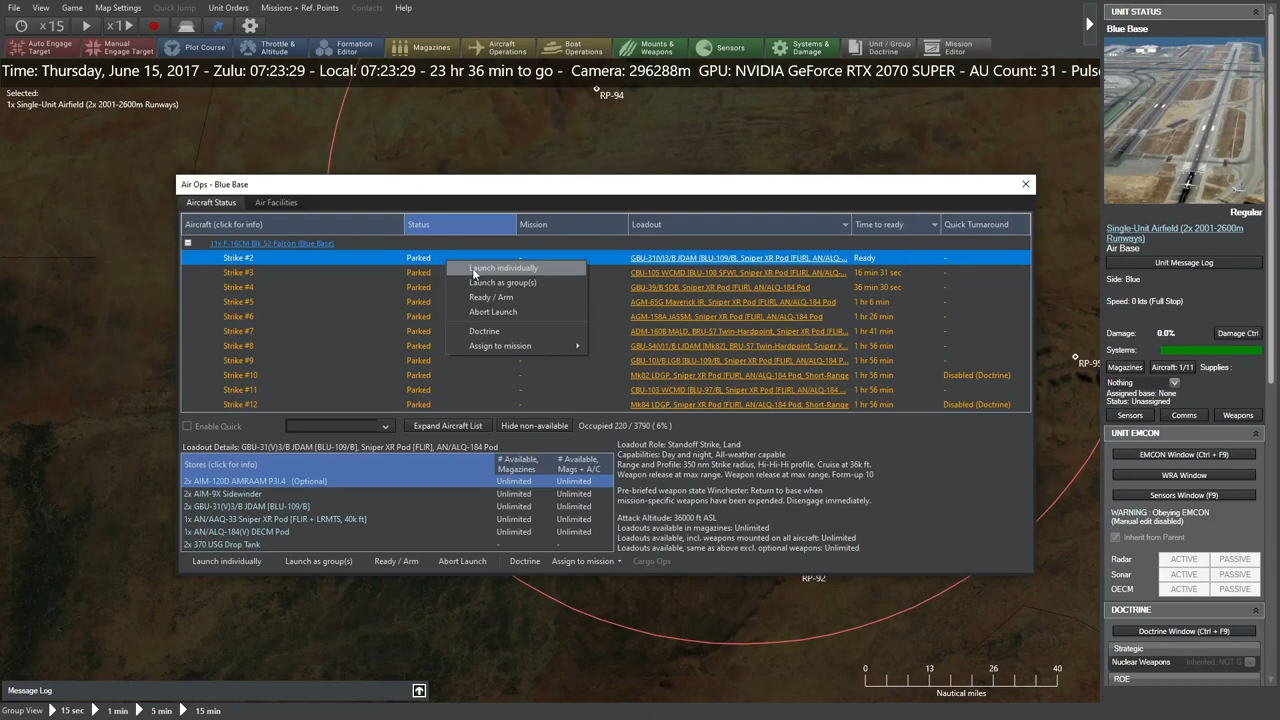 File View Game Map Settings Quick Jump Unit Orders Missions + Ref. Points Contacts Help
×15 ×1
Auto Engage Target Manual Engage Target Plot Course Throttle & Altitude Formation Editor Magazines Aircraft Operations Boat Operations Mounts & Weapons Sensors Systems & Damage Unit / Group Doctrine Mission Editor
Time: Thursday, June 15, 2017 - Zulu: 07:23:29 - Local: 07:23:29 - 23 hr 36 min to go - Camera: 296288m GPU: NVIDIA GeForce RTX 2070 SUPER - AU Count: 31 - Puls
Selected:
1x Single-Unit Airfield (2x 2001-2600m Runways)
RP-94
Air Ops - Blue Base
Aircraft Status Air Facilities
Aircraft (click for info) Status Mission Loadout Time to ready Quick Turnaround
11x F-16CM Blk 52 Falcon (Blue Base)
Strike #2 Parked - GBU-31(V)3/B JDAM [BLU-109/B], Sniper XR Pod [FLIR], AN/ALQ-... Ready -
Strike #3 Parked CBU-105 WCMD [BLU-108 SFW], Sniper XR Pod [FLIR], AN/ALQ-... 16 min 31 sec -
Strike #4 Parked GBU-39/B SDB, Sniper XR Pod [FLIR], AN/ALQ-184 Pod 36 min 30 sec -
Strike #5 Parked AGM-65G Maverick IR, Sniper XR Pod [FLIR], AN/ALQ-184 Pod 1 hr 6 min -
Strike #6 Parked AGM-158A JASSM, Sniper XR Pod [FLIR], AN/ALQ-184 Pod 1 hr 26 min -
Strike #7 Parked ADM-160B MALD, BRU-57 Twin-Hardpoint, Sniper XR Pod [FLIR]... 1 hr 41 min -
Strike #8 Parked GBU-54(V)1/B LJDAM [Mk82], BRU-57 Twin-Hardpoint, Sniper X... 1 hr 56 min -
Strike #9 Parked - GBU-10J/B LGB [BLU-109/B], Sniper XR Pod [FLIR], AN/ALQ-184... 1 hr 56 min -
Strike #10 Parked - Mk82 LDGP, Sniper XR Pod [FLIR], AN/ALQ-184 Pod, Short-Range 1 hr 56 min Disabled (Doctrine)
Strike #11 Parked - CBU-103 WCMD [BLU-97/B], Sniper XR Pod [FLIR], AN/ALQ-184... 1 hr 56 min -
Strike #12 Parked - Mk84 LDGP, Sniper XR Pod [FLIR], AN/ALQ-184 Pod, Short-Range 1 hr 56 min Disabled (Doctrine)
Launch individually
Launch as group(s)
Ready / Arm
Abort Launch
Doctrine
Assign to mission
Enable Quick Expand Aircraft List Hide non-available Occupied 220 / 3790 ( 6% )
Loadout Details: GBU-31(V)3/B JDAM [BLU-109/B], Sniper XR Pod [FLIR], AN/ALQ-184 Pod
Stores (click for info) # Available, Magazines # Available, Mags + A/C
2x AIM-120D AMRAAM P3I.4 (Optional) Unlimited Unlimited
2x AIM-9X Sidewinder Unlimited Unlimited
2x GBU-31(V)3/B JDAM [BLU-109/B] Unlimited Unlimited
1x AN/AAQ-33 Sniper XR Pod [FLIR + LRMTS, 40k ft] Unlimited Unlimited
1x AN/ALQ-184(V) DECM Pod Unlimited Unlimited
2x 370 USG Drop Tank - -
Loadout Role: Standoff Strike, Land
Capabilities: Day and night, All-weather capable
Range and Profile: 350 nm Strike radius, Hi-Hi-Hi profile. Cruise at 36k ft.
Weapon release at max range. Form-up 10
Pre-briefed weapon state Winchester: Return to base when
mission-specific weapons have been expended. Disengage immediately.
Attack Altitude: 36000 ft ASL
Loadouts available in magazines: Unlimited
Loadouts available, incl. weapons mounted on all aircraft: Unlimited
Loadouts available, same as above excl. optional weapons: Unlimited
Launch individually Launch as group(s) Ready / Arm Abort Launch Doctrine Assign to mission Cargo Ops
RP-92
RP-95
0 13 26 40
Nautical miles
Message Log
Group View 15 sec 1 min 5 min 15 min
UNIT STATUS
Blue Base
Regular
Single-Unit Airfield (2x 2001-2600m
Runways)
Air Base
Unit Message Log
Side: Blue
Speed: 0 kts (Full Stop)
Damage: 0.0% Damage Ctrl
Systems:
Magazines Aircraft: 1/11 Supplies :
Nothing
Assigned base: None
Status: Unassigned
Sensors Comms Weapons
UNIT EMCON
EMCON Window (Ctrl + F9)
WRA Window
Sensors Window (F9)
WARNING : Obeying EMCON
(Manual edit disabled)
Inherit from Parent
Radar ACTIVE PASSIVE
Sonar ACTIVE PASSIVE
OECM ACTIVE PASSIVE
DOCTRINE
Doctrine Window (Ctrl + F9)
Strategic
Nuclear Weapons Inherited, NOT G
ROE